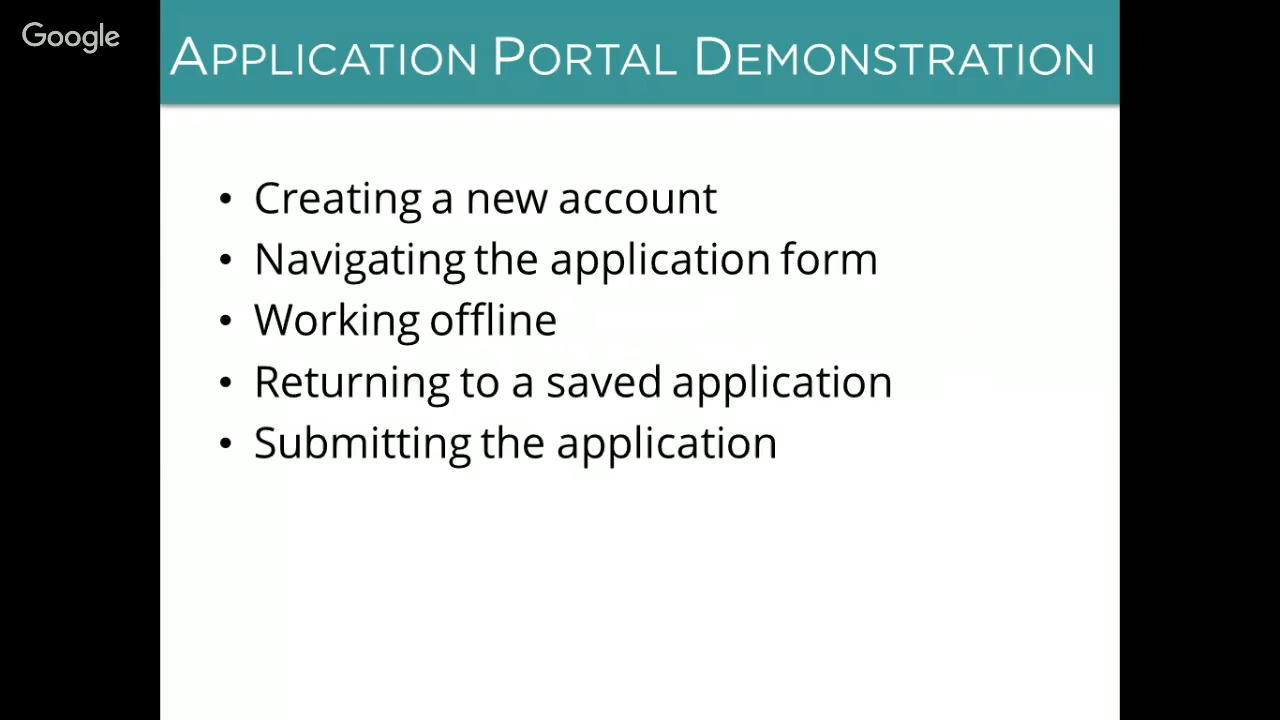 Google
APPLICATION PORTAL DEMONSTRATION
• Creating a new account
• Navigating the application form
• Working offline
• Returning to a saved application
• Submitting the application